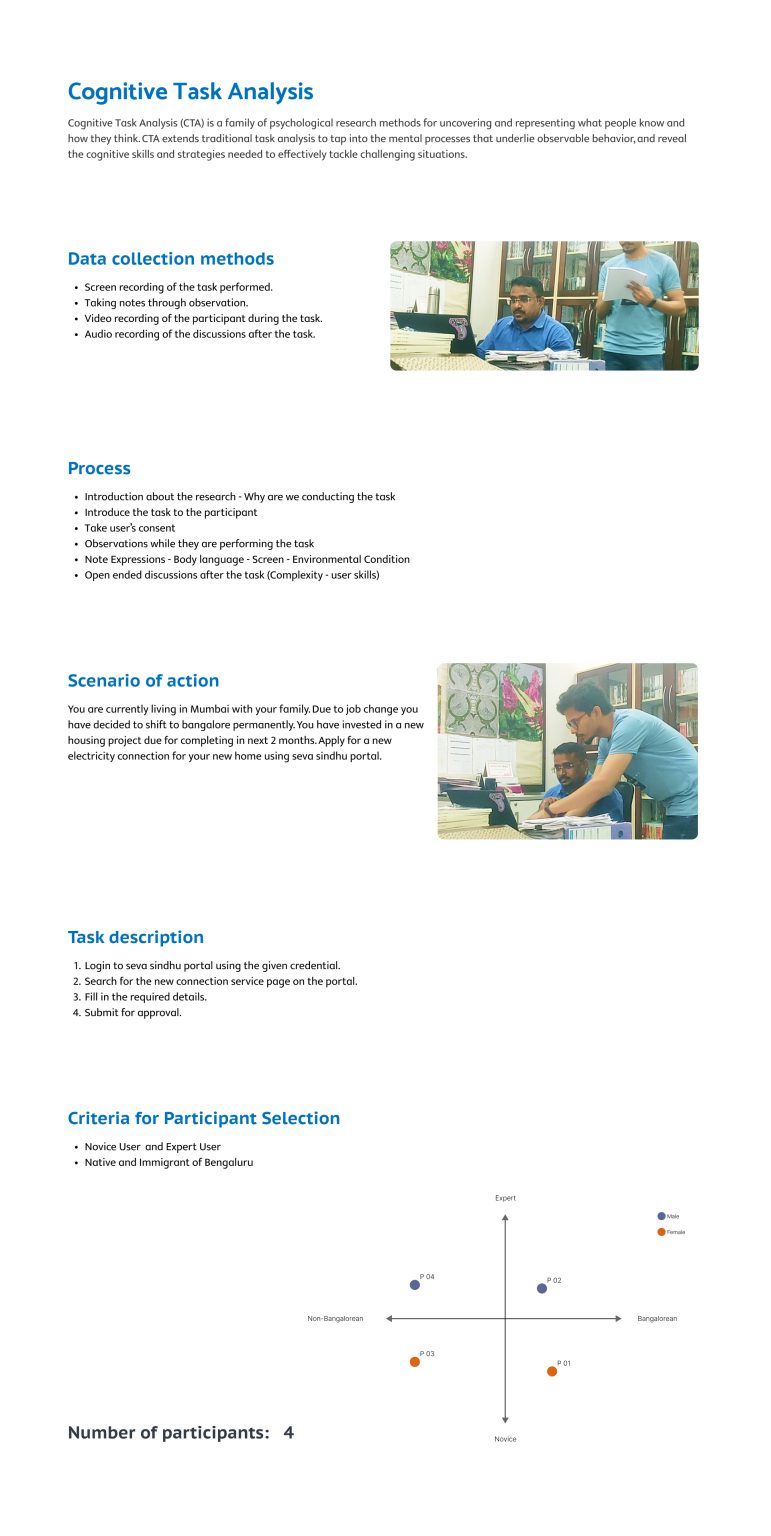 Cognitive Task Analysis
Cognitive Task Analysis (CTA) is a family of psychological research methods for uncovering and representing what people know and
how they think. CTA extends traditional task analysis to tap into the mental processes that underlie observable behavior, and reveal
the cognitive skills and strategies needed to effectively tackle challenging situations.
Data collection methods
• Screen recording of the task performed.
• Taking notes through observation.
• Video recording of the participant during the task.
• Audio recording of the discussions after the task.
Process
• Introduction about the research - Why are we conducting the task
• Introduce the task to the participant
• Take user's consent
• Observations while they are performing the task
• Note Expressions - Body language - Screen - Environmental Condition
• Open ended discussions after the task (Complexity - user skills)
Scenario of action
You are currently living in Mumbai with your family. Due to job change you
have decided to shift to bangalore permanently. You have invested in a new
housing project due for completing in next 2 months. Apply for a new
electricity connection for your new home using seva sindhu portal.
Task description
1. Login to seva sindhu portal using the given credential.
2. Search for the new connection service page on the portal.
3. Fill in the required details.
4. Submit for approval.
Criteria for Participant Selection
• Novice User and Expert User
• Native and Immigrant of Bengaluru
Expert
Male
Female
P 04
P 02
Non-Bangalorean
Bangalorean
P 03
P 01
Number of participants: 4
Novice